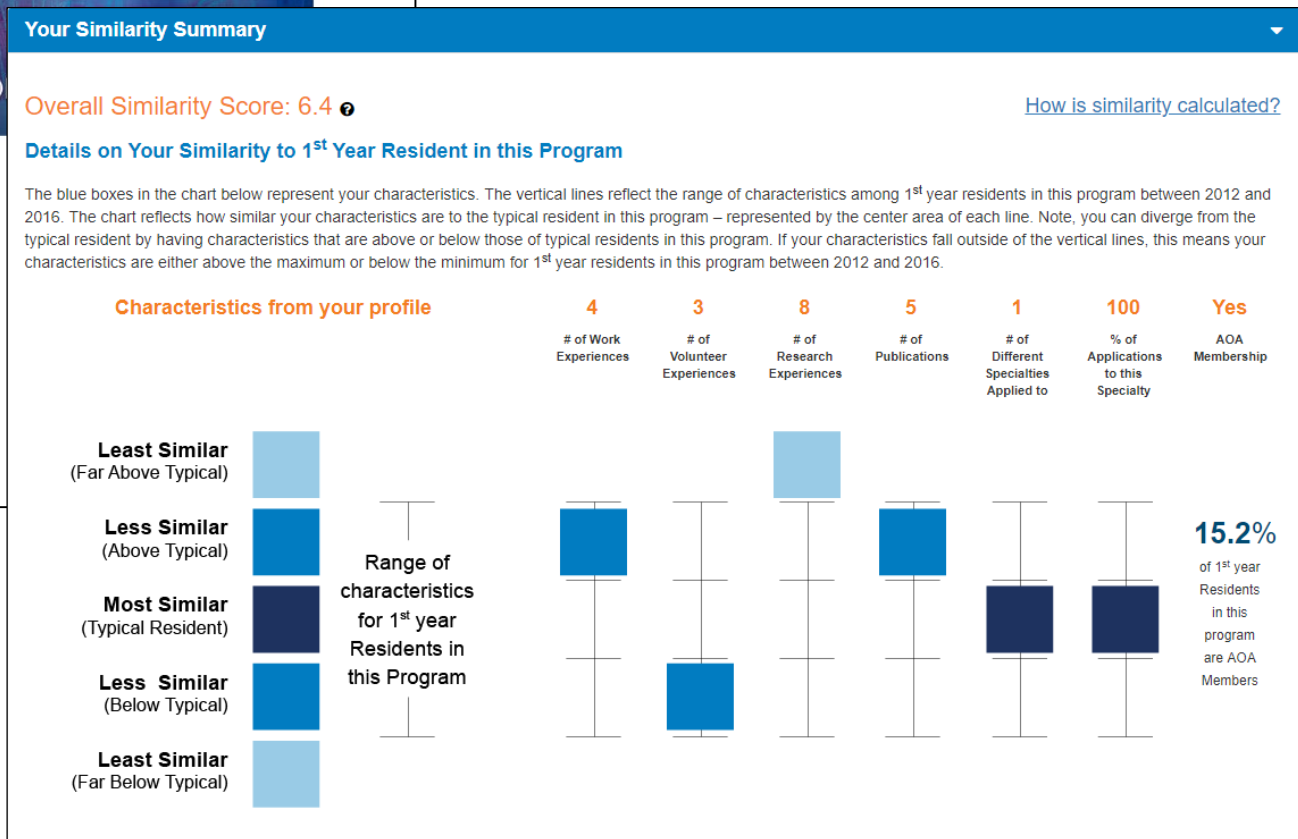 Your Similarity Summary
Overall Similarity Score: 6.4 ?
How is similarity calculated?
Details on Your Similarity to 1st Year Resident in this Program
The blue boxes in the chart below represent your characteristics. The vertical lines reflect the range of characteristics among 1st year residents in this program between 2012 and
2016. The chart reflects how similar your characteristics are to the typical resident in this program – represented by the center area of each line. Note, you can diverge from the
typical resident by having characteristics that are above or below those of typical residents in this program. If your characteristics fall outside of the vertical lines, this means your
characteristics are either above the maximum or below the minimum for 1st year residents in this program between 2012 and 2016.
Characteristics from your profile
4
# of Work
Experiences
3
# of
Volunteer
Experiences
8
# of
Research
Experiences
5
# of
Publications
1
# of
Different
Specialties
Applied to
100
% of
Applications
to this
Specialty
Yes
AOA
Membership
Least Similar
(Far Above Typical)
Less Similar
(Above Typical)
Most Similar
(Typical Resident)
Less Similar
(Below Typical)
Least Similar
(Far Below Typical)
Range of
characteristics
for 1st year
Residents in
this Program
15.2%
of 1st year
Residents
in this
program
are AOA
Members